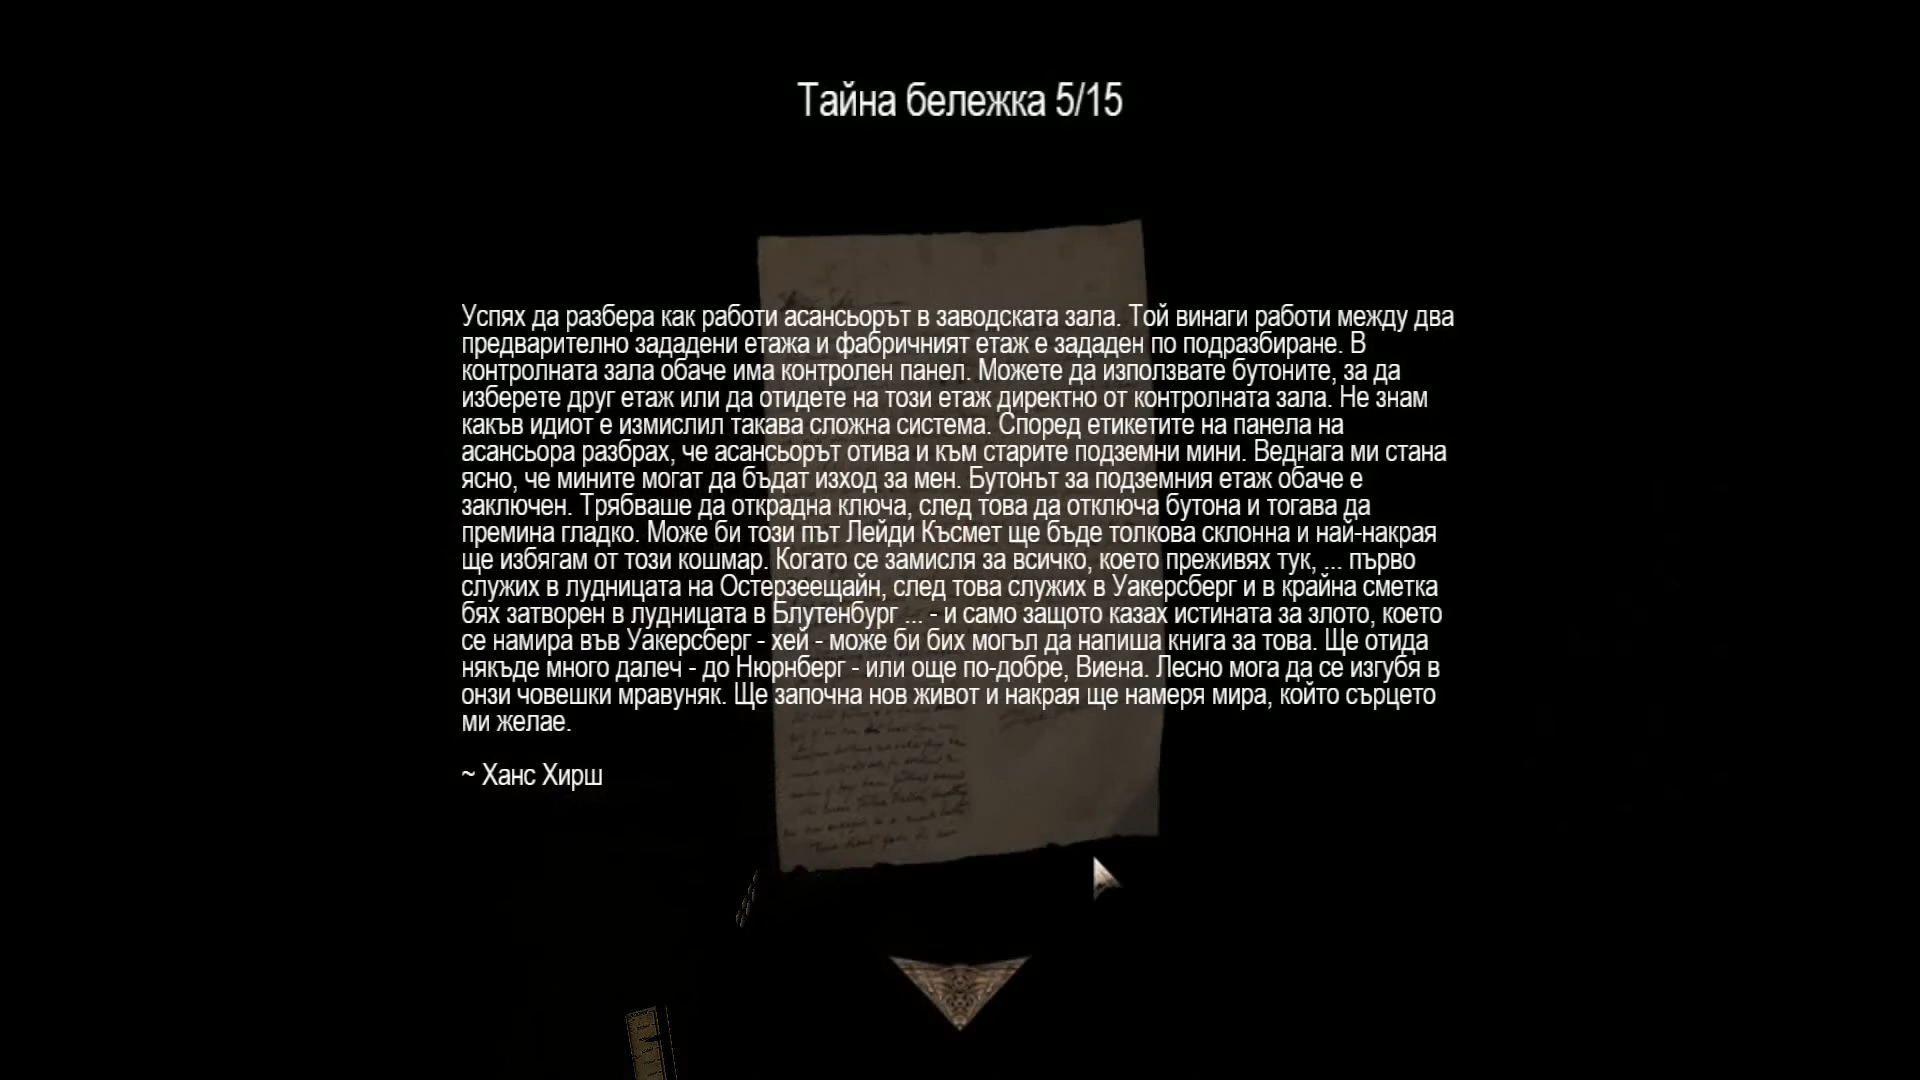 Тайна бележка 5/15
Успях да разбера как работи асансьорът в заводската зала. Той винаги работи между два
предварително зададени етажа и фабричният етаж е зададен по подразбиране. В
контролната зала обаче има контролен панел. Можете да използвате бутоните, за да
изберете друг етаж или да отидете на този етаж директно от контролната зала. Не знам
какъв идиот е измислил такава сложна система. Според етикетите на панела на
асансьора разбрах, че асансьорът отива и към старите подземни мини. Веднага ми стана
ясно, че мините могат да бъдат изход за мен. Бутонът за подземния етаж обаче е
заключен. Трябваше да открадна ключа, след това да отключа бутона и тогава да
премина гладко. Може би този път Лейди Късмет ще бъде толкова склонна и най-накрая
ще избягам от този кошмар. Когато се замисля за всичко, което преживях тук, ... първо
служих в лудницата на Остерзеещайн, след това служих в Уакерсберг и в крайна сметка
бях затворен в лудницата в Блутенбург ... - и само защото казах истината за злото, което
се намира във Уакерсберг - хей - може би бих могъл да напиша книга за това. Ще отида
някъде много далеч - до Нюрнберг - или още по-добре, Виена. Лесно мога да се изгубя в
онзи човешки мравуняк. Ще започна нов живот и накрая ще намеря мира, който сърцето
ми желае.
~ Ханс Хирш